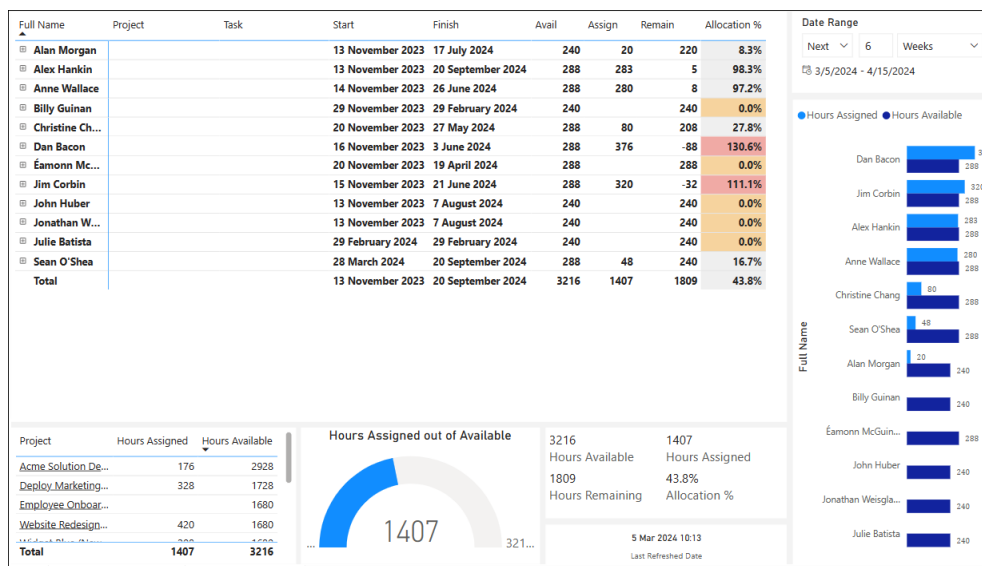 Full Name Project Task Start Finish Avail Assign Remain Allocation %
Alan Morgan 13 November 2023 17 July 2024 240 20 220 8.3%
Alex Hankin 13 November 2023 20 September 2024 288 283 5 98.3%
Anne Wallace 14 November 2023 26 June 2024 288 280 8 97.2%
Billy Guinan 29 November 2023 29 February 2024 240 240 0.0%
Christine Ch... 20 November 2023 27 May 2024 288 80 208 27.8%
Dan Bacon 16 November 2023 3 June 2024 288 376 -88 130.6%
Éamonn Mc... 20 November 2023 19 April 2024 288 288 0.0%
Jim Corbin 15 November 2023 21 June 2024 288 320 -32 111.1%
John Huber 13 November 2023 7 August 2024 240 240 0.0%
Jonathan W... 13 November 2023 7 August 2024 240 240 0.0%
Julie Batista 29 February 2024 29 February 2024 240 240 0.0%
Sean O'Shea 28 March 2024 20 September 2024 288 48 240 16.7%
Total 13 November 2023 20 September 2024 3216 1407 1809 43.8%
Date Range
Next 6 Weeks
3/5/2024 - 4/15/2024
Hours Assigned Hours Available
Full Name
Dan Bacon 288
Jim Corbin 320 288
Alex Hankin 283 288
Anne Wallace 280 288
Christine Chang 80 288
Sean O'Shea 48 288
Alan Morgan 20 240
Billy Guinan 240
Éamonn McGuin... 288
John Huber 240
Jonathan Weisgla... 240
Julie Batista 240
Project Hours Assigned Hours Available
Acme Solution De... 176 2928
Deploy Marketing... 328 1728
Employee Onboar... 1680
Website Redesign... 420 1680
Total 1407 3216
Hours Assigned out of Available
1407
... 321...
3216 1407
Hours Available Hours Assigned
1809 43.8%
Hours Remaining Allocation %
5 Mar 2024 10:13
Last Refreshed Date